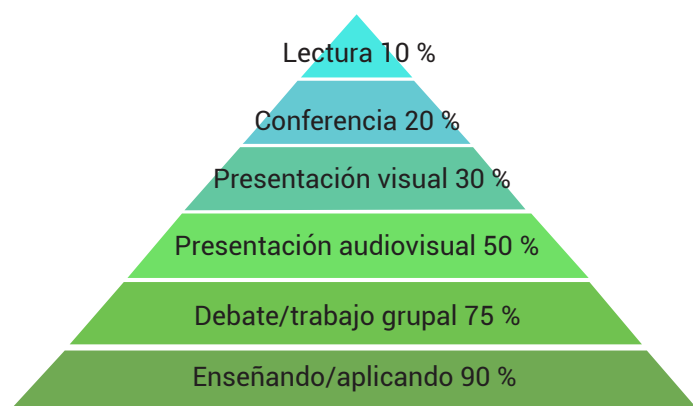 Lectura 10 %
Conferencia 20 %
Presentación visual 30 %
Presentación audiovisual 50 %
Debate/trabajo grupal 75 %
Enseñando/aplicando 90 %